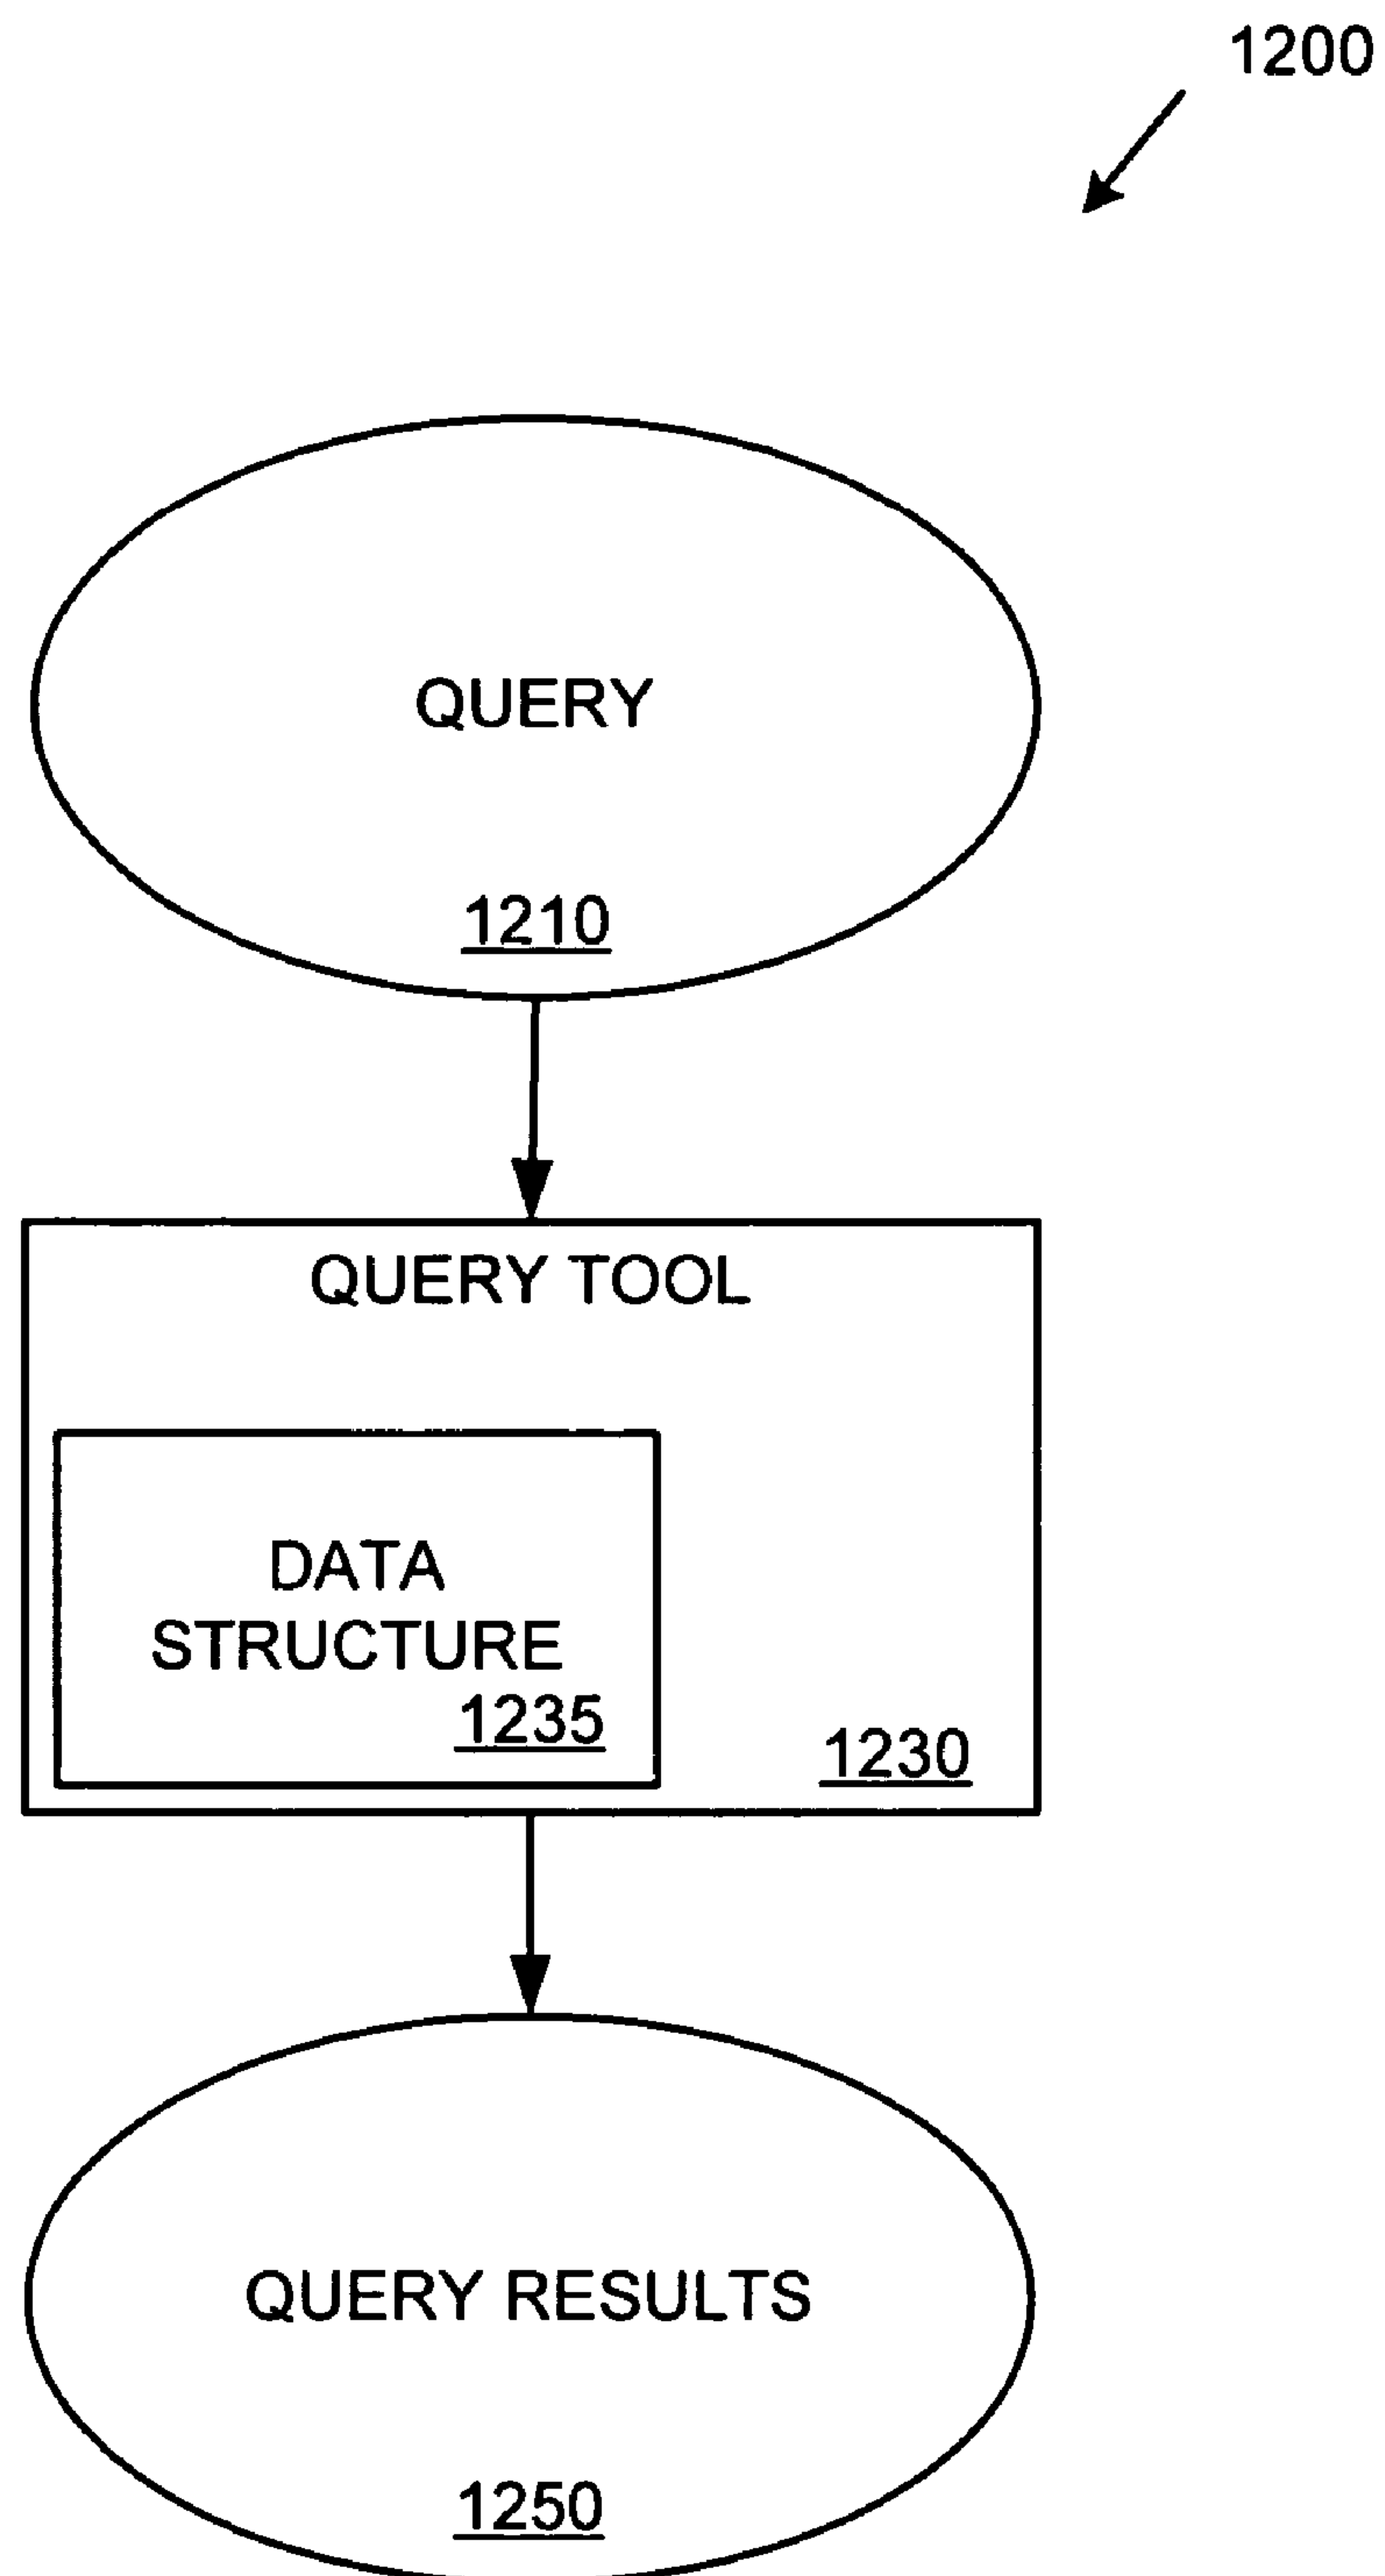 1200
QUERY
1210
QUERY TOOL
DATA
STRUCTURE
1235
1230
QUERY RESULTS
1250